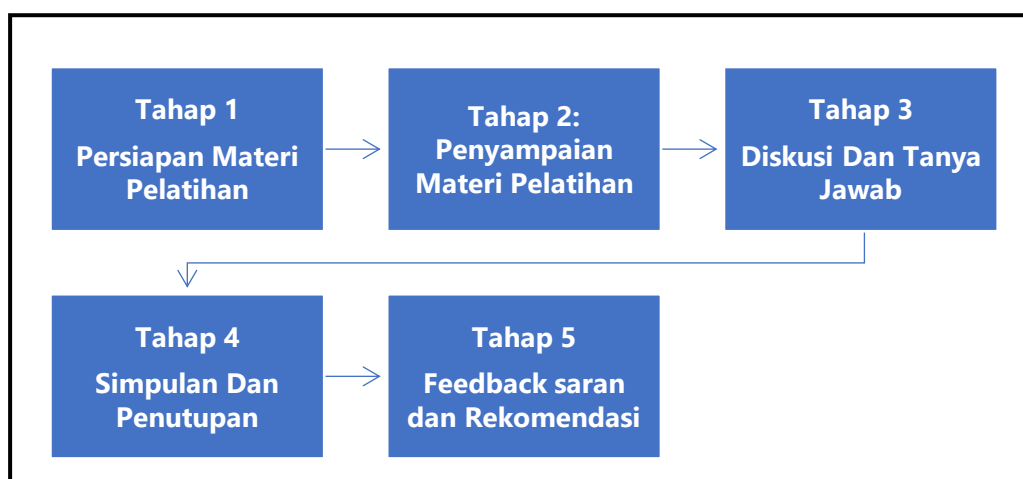 Tahap 1
Persiapan Materi
Pelatihan
Tahap 2:
Penyampaian
Materi Pelatihan
Tahap 3
Diskusi Dan Tanya
Jawab
Tahap 4
Simpulan Dan
Penutupan
Tahap 5
Feedback saran
dan Rekomendasi